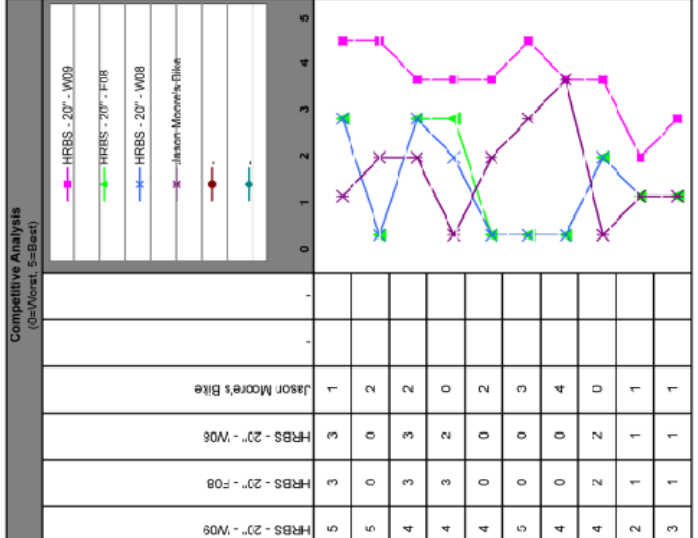 Competitive Analysis
(0=Worst, 5=Best)
HRBS - 20" - W09
HRBS - 20" - F08
HRBS - 20" - W08
Jason Moore's Bike
-
-
HRBS - 20" - W09
HRBS - 20" - F08
HRBS - 20" - W08
Jason Moore's Bike
-
-
0 1 2 3 4 5
5 3 3 1
5 0 0 2
4 3 3 2
4 3 2 0
4 0 0 2
5 0 0 3
4 0 0 4
4 2 2 0
2 1 1 1
3 1 1 1